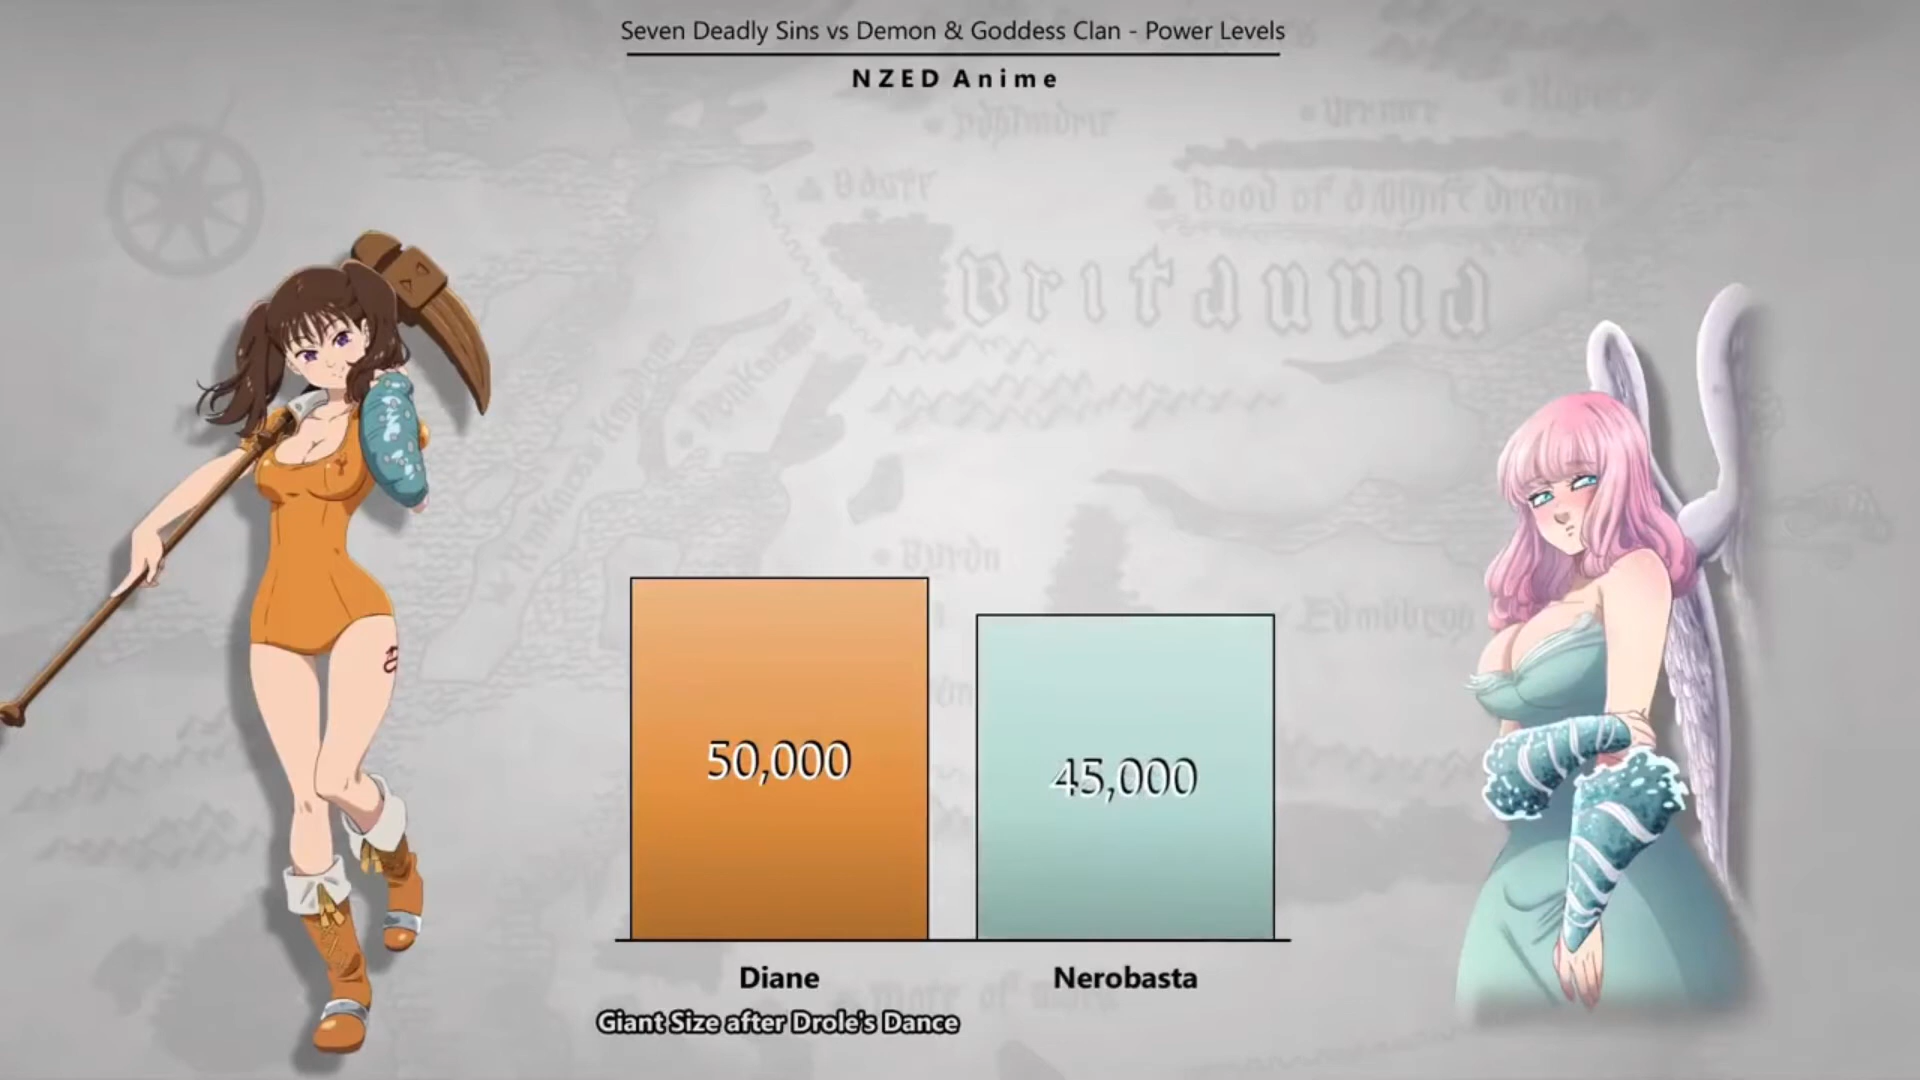 Seven Deadly Sins vs Demon & Goddess Clan - Power Levels
NZED Anime
Britannia
Byrdn
50,000
45,000
Diane
Nerobasta
Giant Size after Drole's Dance